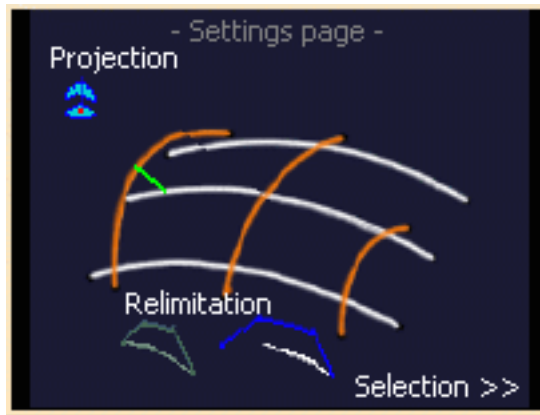 - Settings page -
Projection
Relimitation
Selection >>